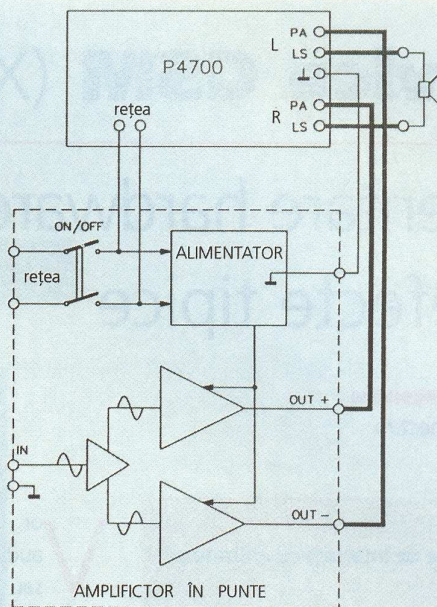 PA
L
LS
P4700
⊥
rețea
PA
R
LS
ON/OFF
rețea
ALIMENTATOR
OUT +
IN
OUT –
AMPLIFICTOR ÎN PUNTE